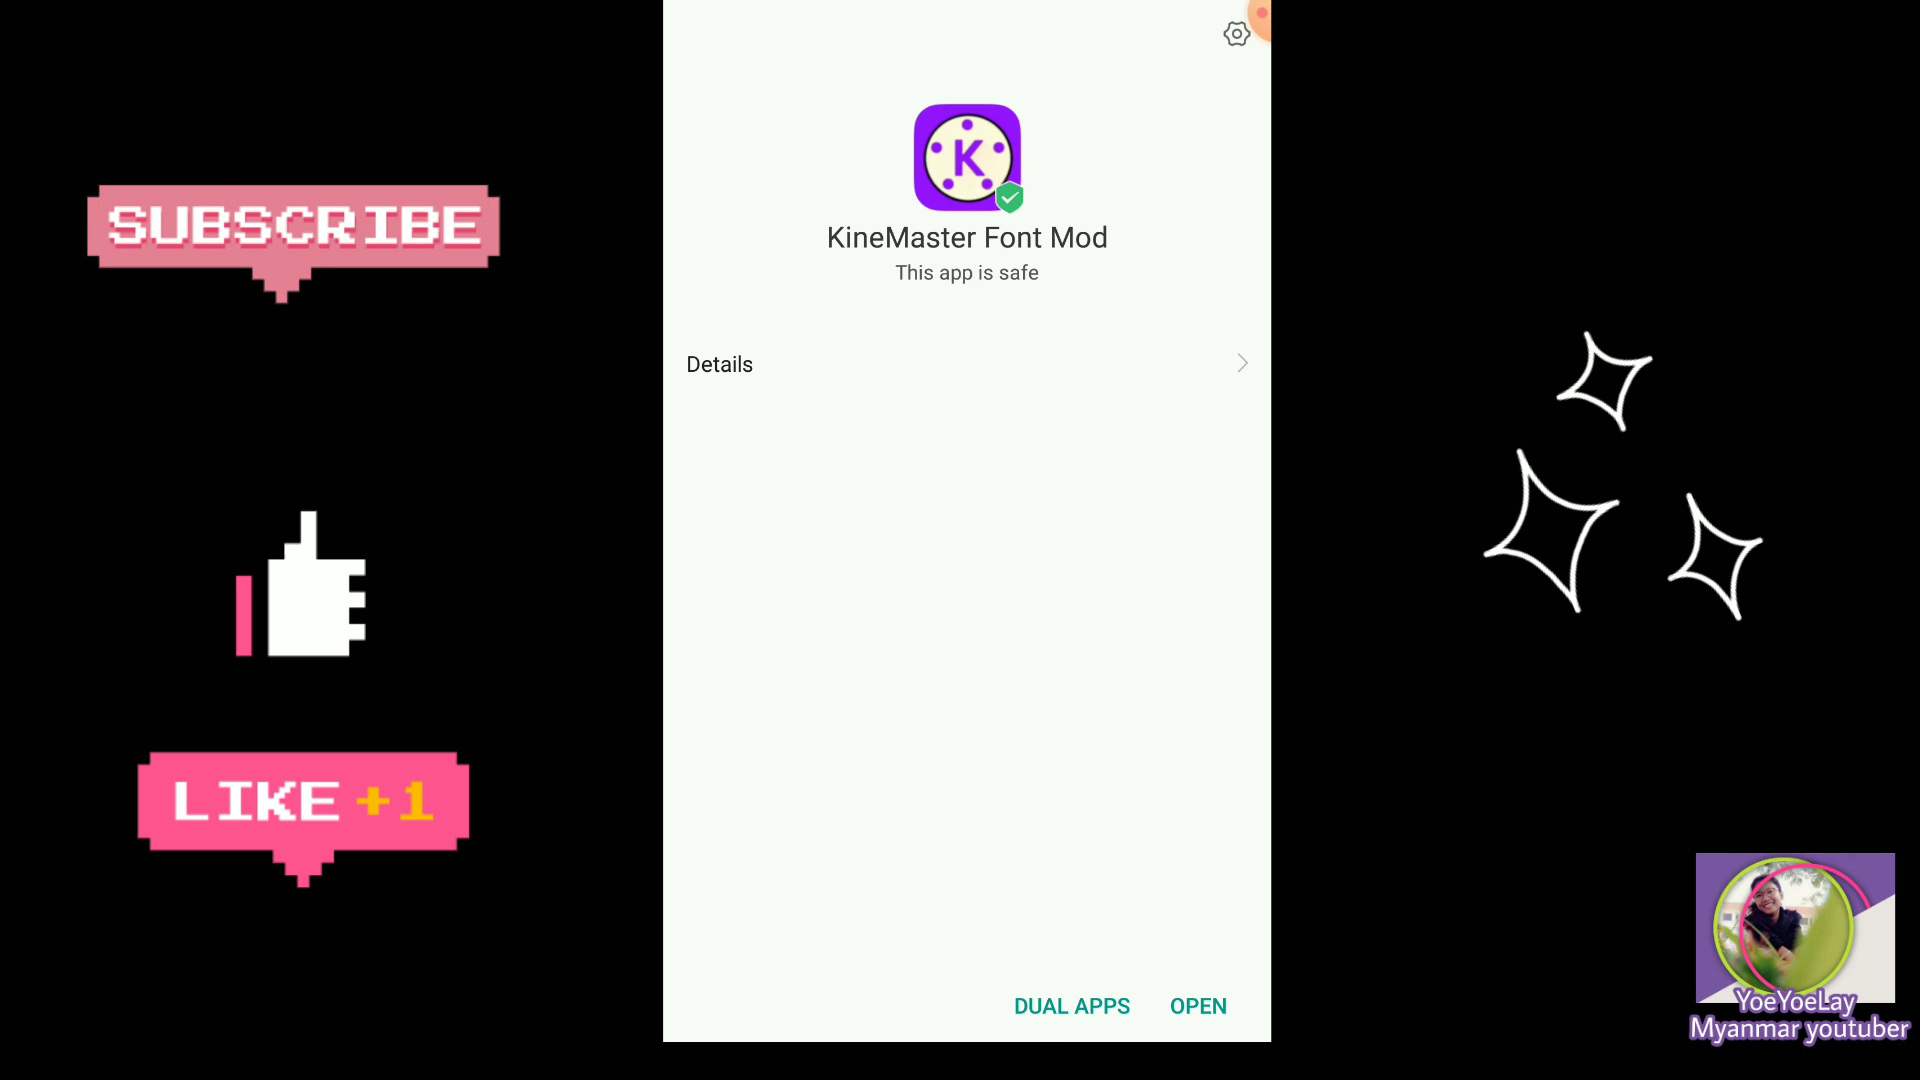 SUBSCRIBE
K
KineMaster Font Mod
This app is safe
Details
LIKE +1
DUAL APPS
OPEN
YoeYoeLay
Myanmar youtuber